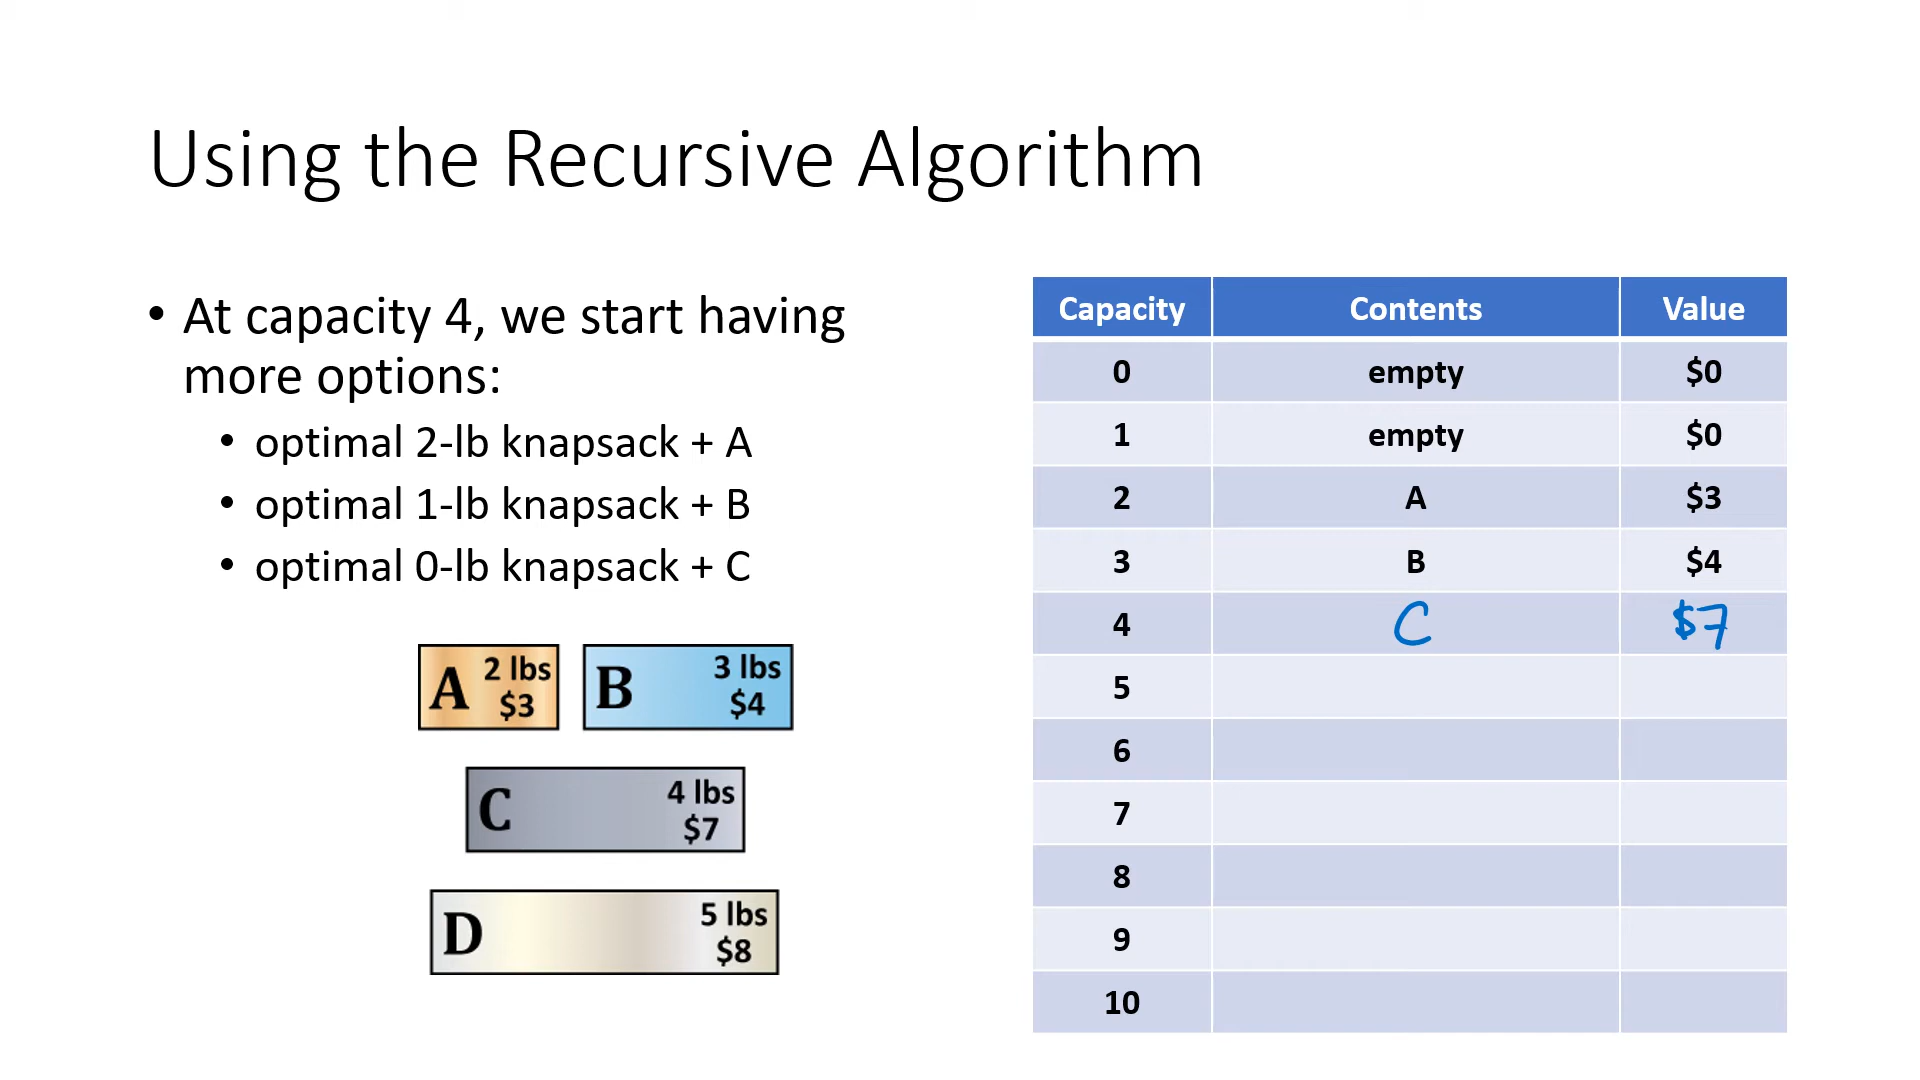 Using the Recursive Algorithm
• At capacity 4, we start having
more options:
• optimal 2-lb knapsack + A
• optimal 1-lb knapsack + B
• optimal 0-lb knapsack + C
A 2 lbs $3
B 3 lbs $4
C 4 lbs $7
D 5 lbs $8
Capacity Contents Value
0 empty $0
1 empty $0
2 A $3
3 B $4
4 C $7
5
6
7
8
9
10